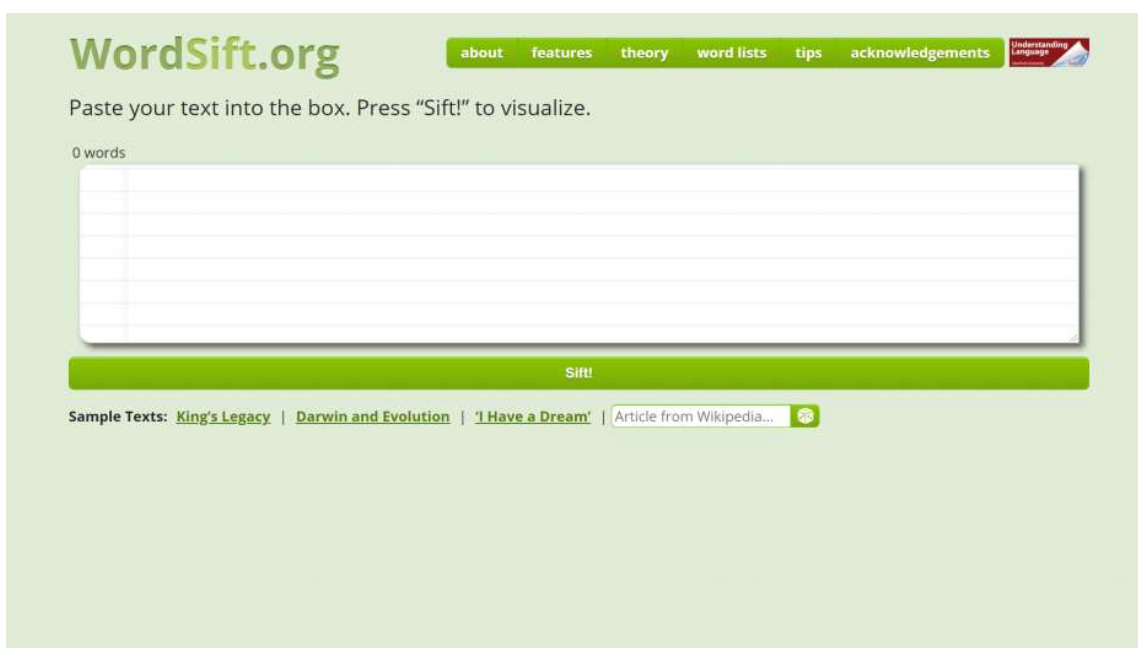 WordSift.org
about features theory word lists tips acknowledgements
Understanding
Language
Paste your text into the box. Press “Sift!” to visualize.
0 words
Sift!
Sample Texts: King's Legacy | Darwin and Evolution | 'I Have a Dream' | Article from Wikipedia...